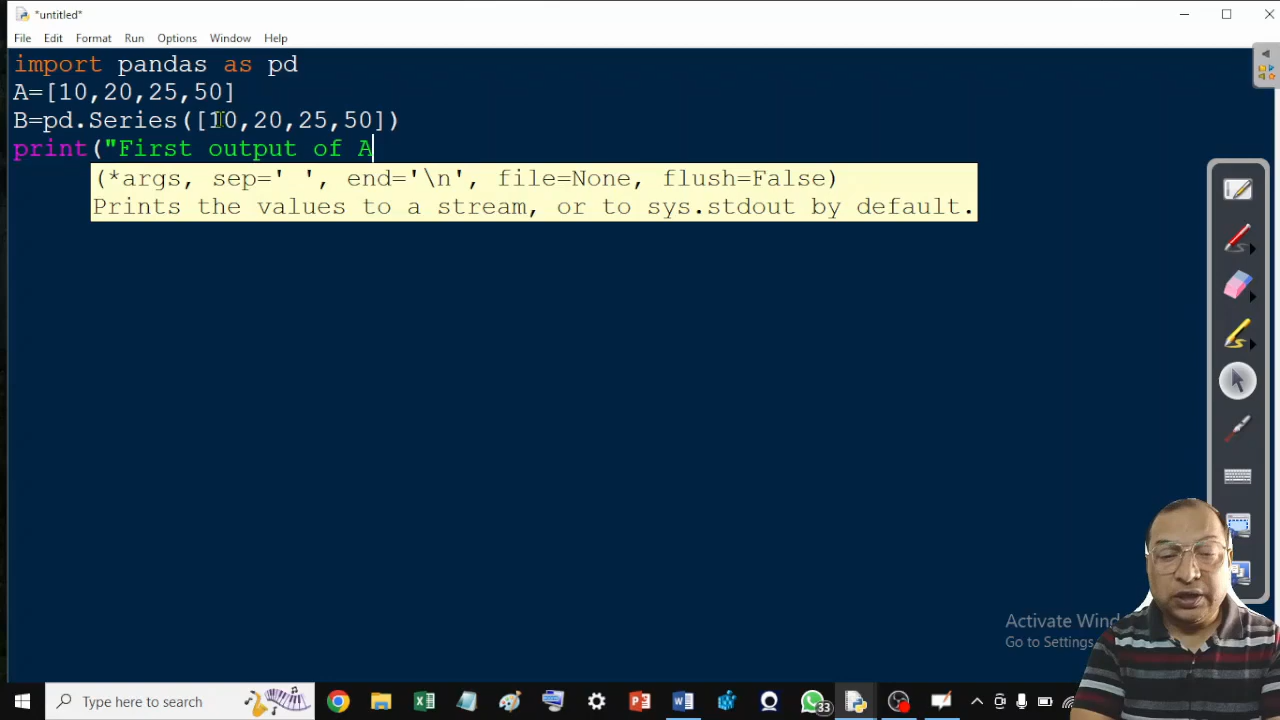 *untitled*
File Edit Format Run Options Window Help
import pandas as pd
A=[10,20,25,50]
B=pd.Series([10,20,25,50])
print("First output of A
(*args, sep=' ', end='\n', file=None, flush=False)
Prints the values to a stream, or to sys.stdout by default.
Activate Wind
Go to Settings
Type here to search
33